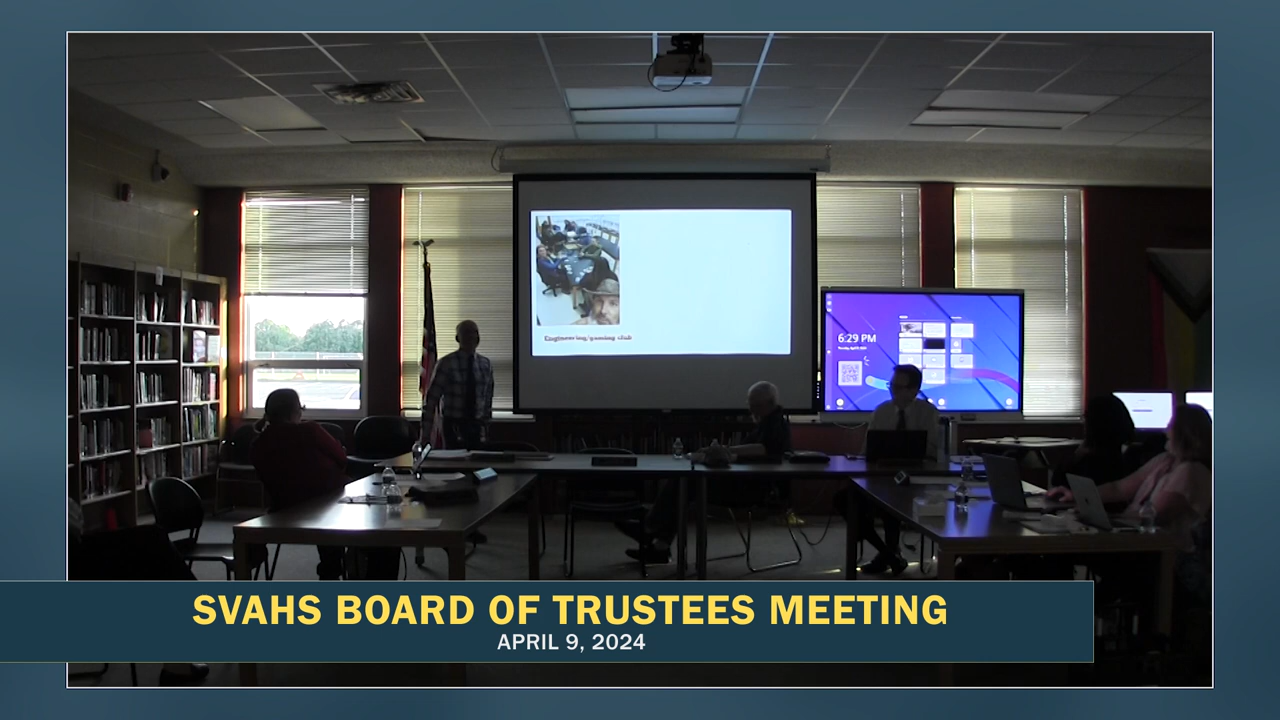 Engineering/gaming club
6:29 PM
SVAHS BOARD OF TRUSTEES MEETING
APRIL 9, 2024